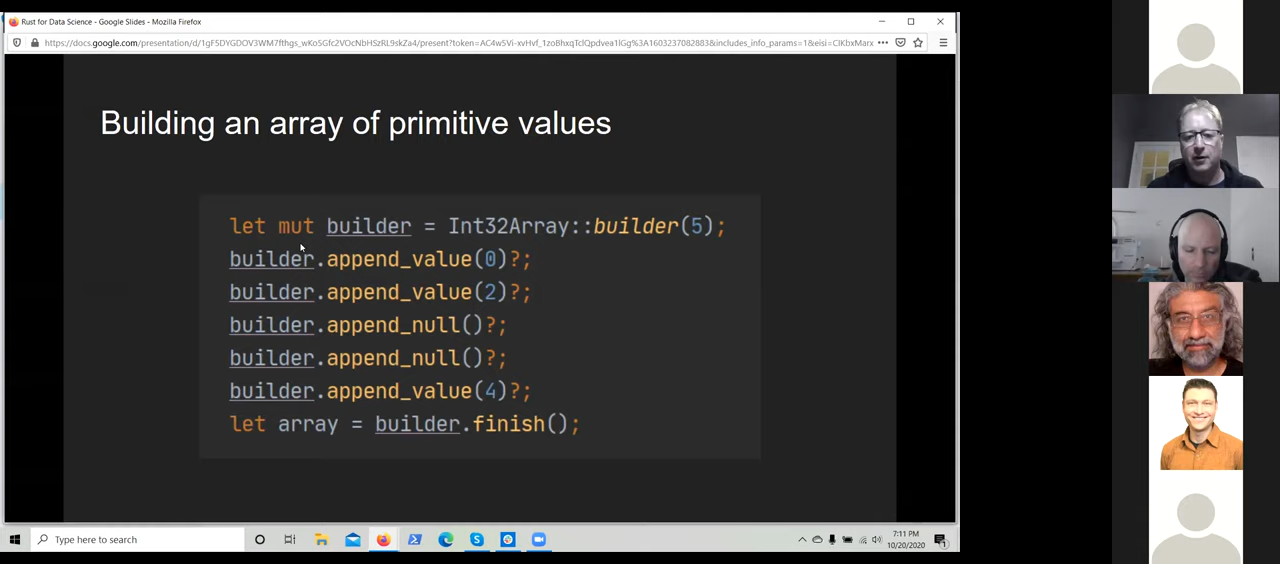 Rust for Data Science - Google Slides - Mozilla Firefox
Building an array of primitive values
let mut builder = Int32Array::builder(5);
builder.append_value(0)?;
builder.append_value(2)?;
builder.append_null()?;
builder.append_null()?;
builder.append_value(4)?;
let array = builder.finish();
Type here to search
7:11 PM
10/20/2020